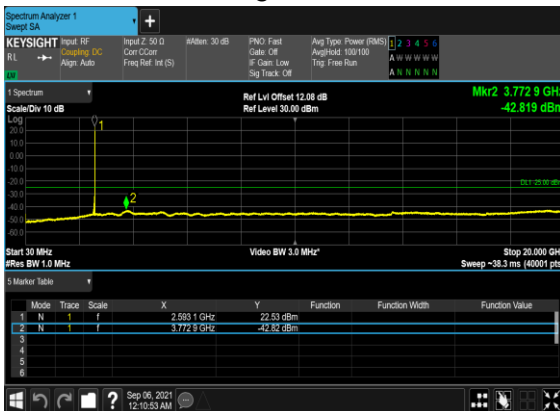 Spectrum Analyzer 1
Swept SA
KEYSIGHT
RL
LV
Input: RF
Coupling: DC
Align: Auto
Input Z: 50 Ω
Corr CCorr
Freq Ref: Int (S)
#Atten: 30 dB
PNO: Fast
Gate: Off
IF Gain: Low
Sig Track: Off
Avg Type: Power (RMS)
Avg|Hold: 100/100
Trig: Free Run
1 2 3 4 5 6
A W W W W W
A N N N N N
1 Spectrum
Scale/Div 10 dB
Ref Lvl Offset 12.08 dB
Ref Level 30.00 dBm
Mkr2 3.772 9 GHz
-42.819 dBm
Log
20.0
10.0
0.00
-10.0
-20.0
-30.0
-40.0
-50.0
-60.0
1
2
DL1 -25.00 dBm
Start 30 MHz
#Res BW 1.0 MHz
Video BW 3.0 MHz*
Stop 20.000 GHz
Sweep ~38.3 ms (40001 pts)
5 Marker Table
Mode Trace Scale X Y Function Function Width Function Value
1 N 1 f 2.593 1 GHz 22.53 dBm
2 N 1 f 3.772 9 GHz -42.82 dBm
3
4
5
6
Sep 06, 2021
12:10:53 AM